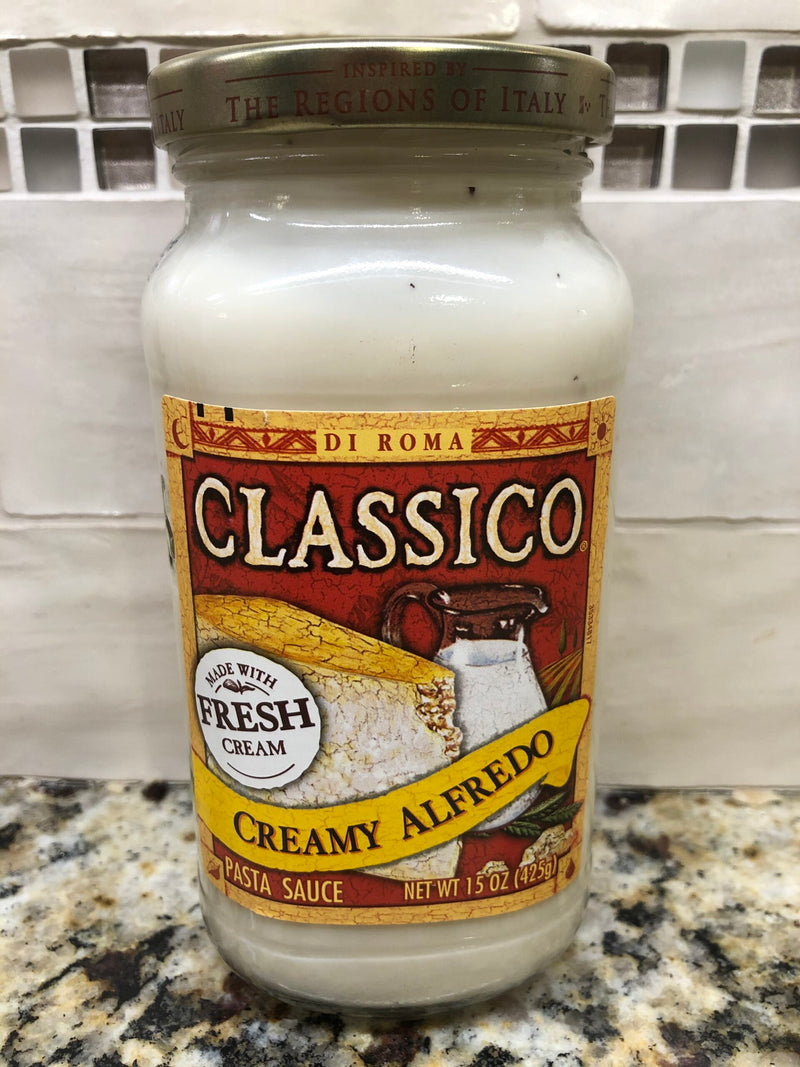 INSPIRED BY
ITALY THE REGIONS OF ITALY
DI ROMA
CLASSICO®
MADE WITH
FRESH
CREAM
CREAMY ALFREDO
PASTA SAUCE NET WT 15 OZ (425g)